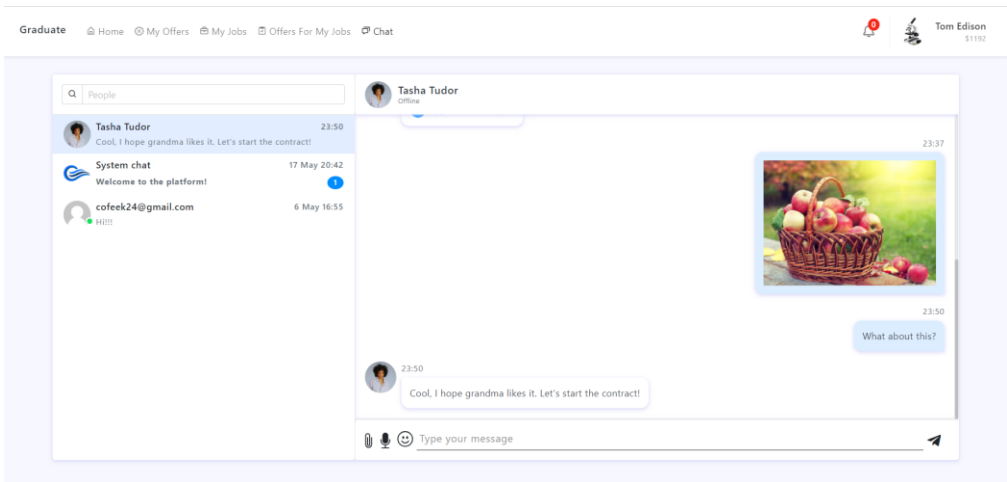 Graduate Home My Offers My Jobs Offers For My Jobs Chat
0
Tom Edison
$1192
People
Tasha Tudor 23:50
Cool, I hope grandma likes it. Let's start the contract!
System chat 17 May 20:42
Welcome to the platform! 1
cofeek24@gmail.com 6 May 16:55
Hi!!!
Tasha Tudor
Offline
23:37
23:50
What about this?
23:50
Cool, I hope grandma likes it. Let's start the contract!
Type your message